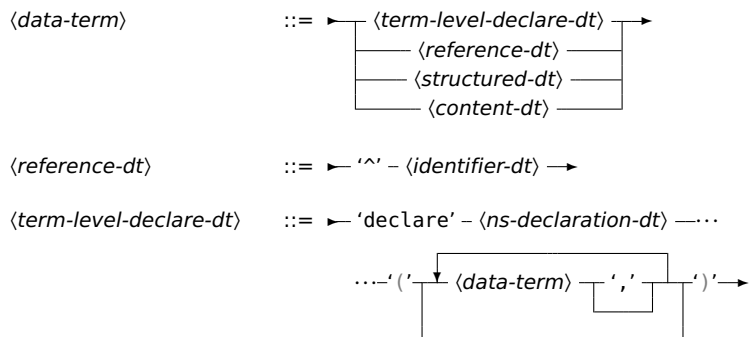 ⟨data-term⟩ ::= ⟨term-level-declare-dt⟩
⟨reference-dt⟩
⟨structured-dt⟩
⟨content-dt⟩
⟨reference-dt⟩ ::= ‘^’ ⟨identifier-dt⟩
⟨term-level-declare-dt⟩ ::= ‘declare’ ⟨ns-declaration-dt⟩ ···
··· ‘(’ ⟨data-term⟩ ‘,’ ‘)’